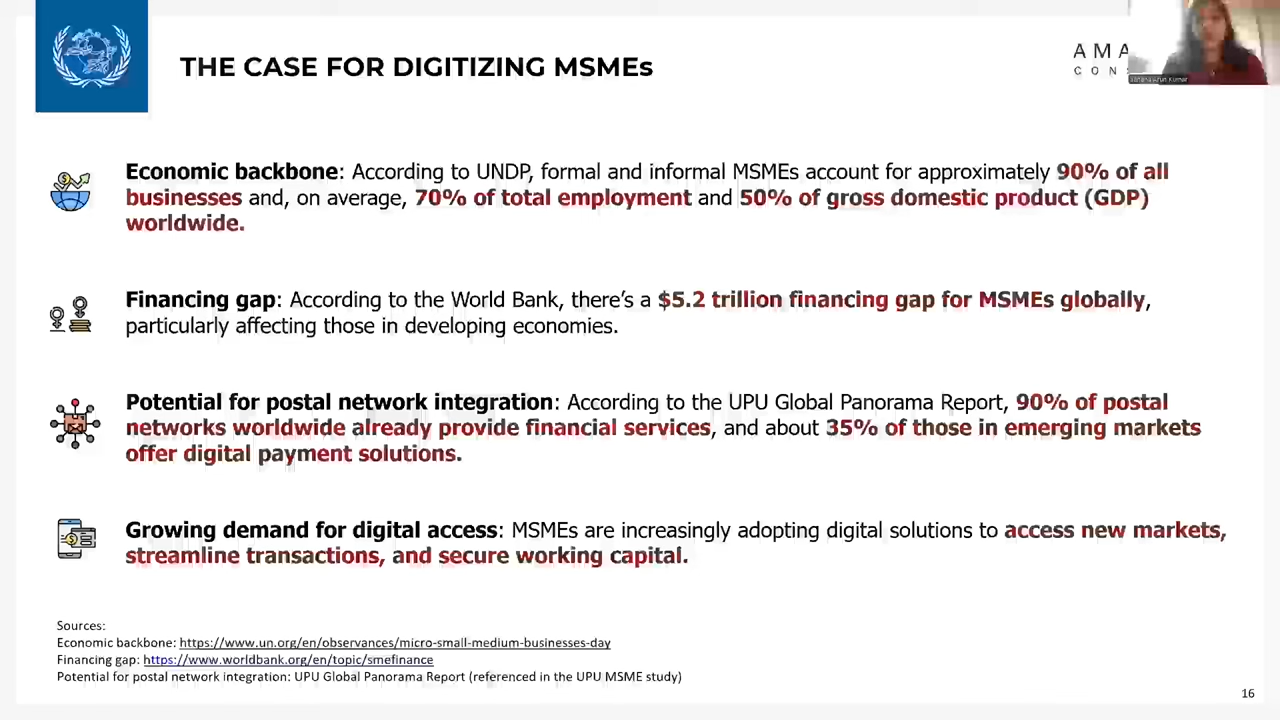 THE CASE FOR DIGITIZING MSMEs
AMA
CONS
Economic backbone: According to UNDP, formal and informal MSMEs account for approximately 90% of all
businesses and, on average, 70% of total employment and 50% of gross domestic product (GDP)
worldwide.
Financing gap: According to the World Bank, there's a $5.2 trillion financing gap for MSMEs globally,
particularly affecting those in developing economies.
Potential for postal network integration: According to the UPU Global Panorama Report, 90% of postal
networks worldwide already provide financial services, and about 35% of those in emerging markets
offer digital payment solutions.
Growing demand for digital access: MSMEs are increasingly adopting digital solutions to access new markets,
streamline transactions, and secure working capital.
Sources:
Economic backbone: https://www.un.org/en/observances/micro-small-medium-businesses-day
Financing gap: https://www.worldbank.org/en/topic/smefinance
Potential for postal network integration: UPU Global Panorama Report (referenced in the UPU MSME study)
16